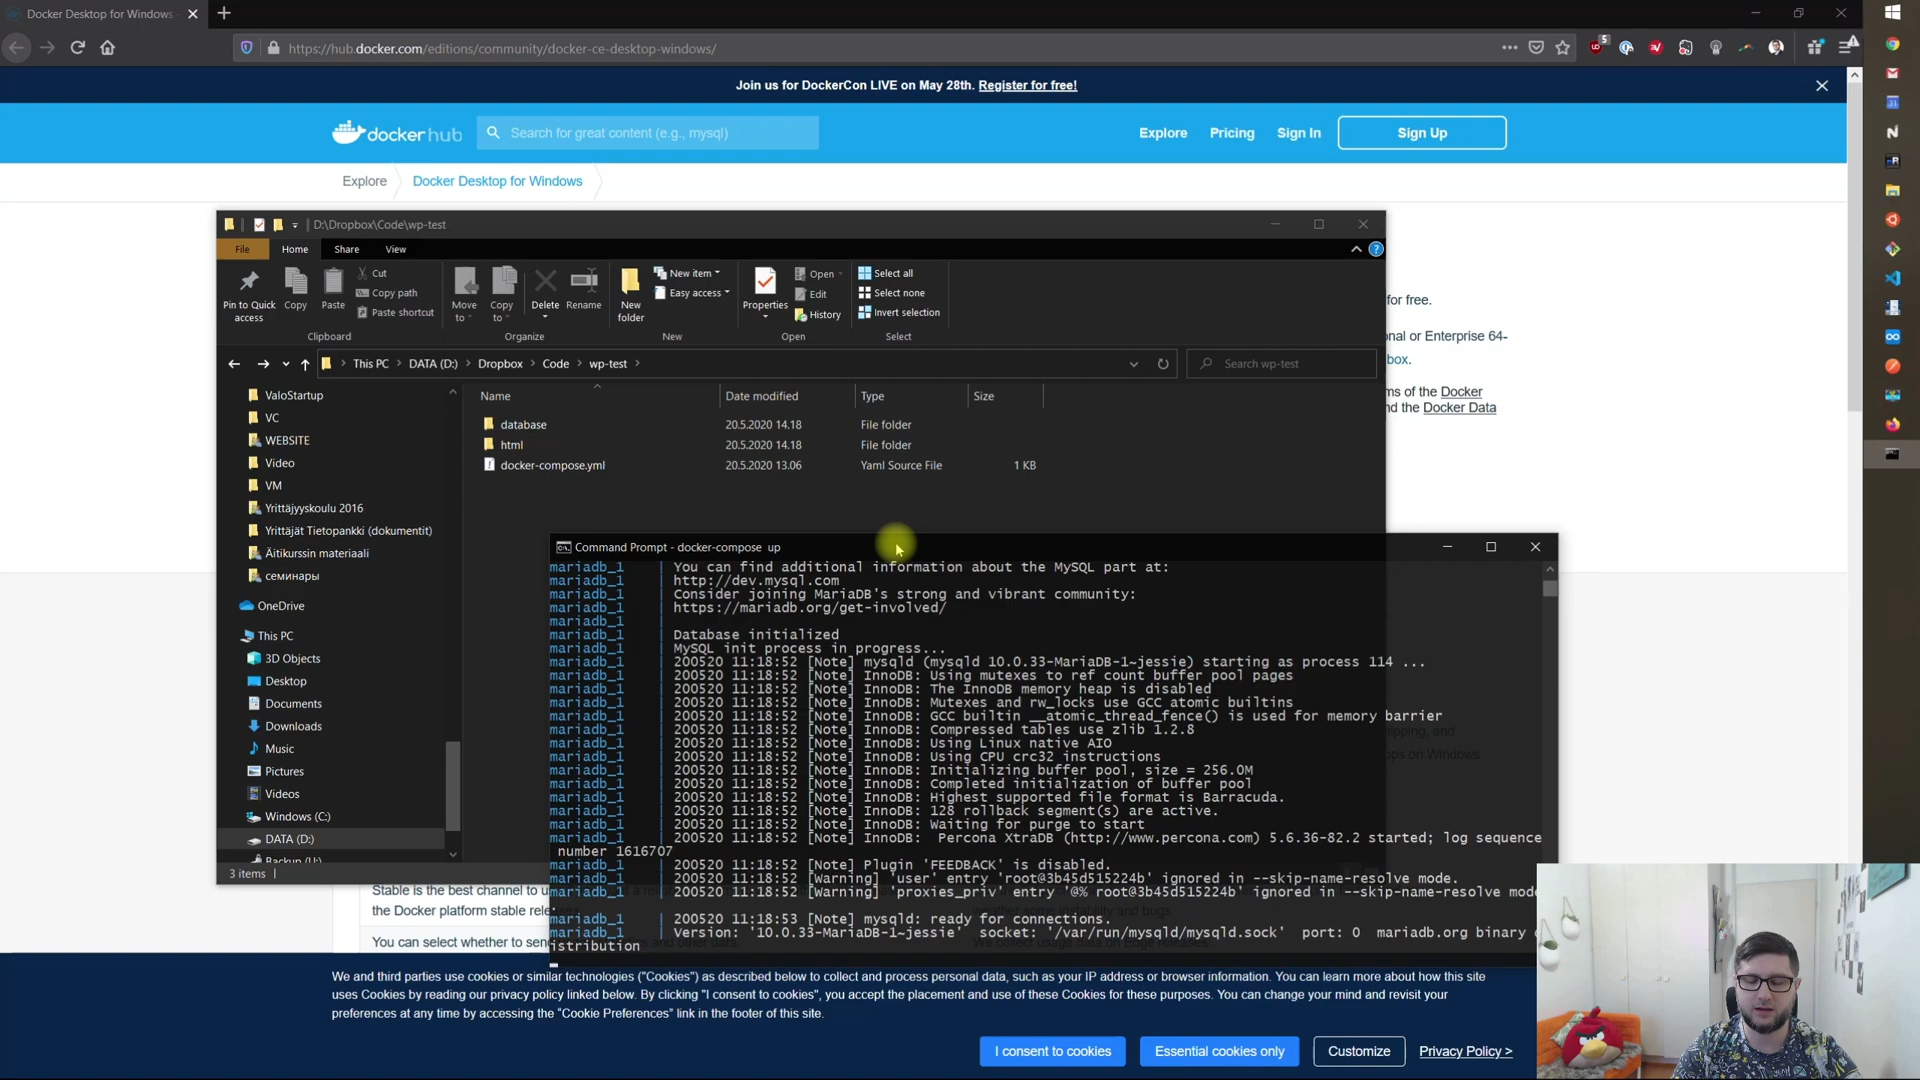 Docker Desktop for Windows
https://hub.docker.com/editions/community/docker-ce-desktop-windows/
5
Join us for DockerCon LIVE on May 28th. Register for free!
docker hub
Search for great content (e.g., mysql)
Explore
Pricing
Sign In
Sign Up
Explore
Docker Desktop for Windows
D:\Dropbox\Code\wp-test
File
Home
Share
View
Pin to Quick access
Copy
Paste
Cut
Copy path
Paste shortcut
Clipboard
Move to
Copy to
Delete
Rename
Organize
New folder
New item
Easy access
New
Properties
Open
Edit
History
Open
Select all
Select none
Invert selection
Select
for free.
onal or Enterprise 64-
box.
ms of the Docker
nd the Docker Data
This PC
DATA (D:)
Dropbox
Code
wp-test
Search wp-test
Name
Date modified
Type
Size
database 20.5.2020 14.18 File folder
html 20.5.2020 14.18 File folder
docker-compose.yml 20.5.2020 13.06 Yaml Source File 1 KB
ValoStartup
VC
WEBSITE
Video
VM
Yrittäjyyskoulu 2016
Yrittäjät Tietopankki (dokumentit)
Äitikurssin materiaali
семинары
OneDrive
This PC
3D Objects
Desktop
Documents
Downloads
Music
Pictures
Videos
Windows (C:)
DATA (D:)
Backup (U:)
3 items
Command Prompt - docker-compose up
mariadb_1 | You can find additional information about the MySQL part at:
mariadb_1 | http://dev.mysql.com
mariadb_1 | Consider joining MariaDB's strong and vibrant community:
mariadb_1 | https://mariadb.org/get-involved/
mariadb_1 |
mariadb_1 | Database initialized
mariadb_1 | MySQL init process in progress...
mariadb_1 | 200520 11:18:52 [Note] mysqld (mysqld 10.0.33-MariaDB-1~jessie) starting as process 114 ...
mariadb_1 | 200520 11:18:52 [Note] InnoDB: Using mutexes to ref count buffer pool pages
mariadb_1 | 200520 11:18:52 [Note] InnoDB: The InnoDB memory heap is disabled
mariadb_1 | 200520 11:18:52 [Note] InnoDB: Mutexes and rw_locks use GCC atomic builtins
mariadb_1 | 200520 11:18:52 [Note] InnoDB: GCC builtin __atomic_thread_fence() is used for memory barrier
mariadb_1 | 200520 11:18:52 [Note] InnoDB: Compressed tables use zlib 1.2.8
mariadb_1 | 200520 11:18:52 [Note] InnoDB: Using Linux native AIO
mariadb_1 | 200520 11:18:52 [Note] InnoDB: Using CPU crc32 instructions
mariadb_1 | 200520 11:18:52 [Note] InnoDB: Initializing buffer pool, size = 256.0M
mariadb_1 | 200520 11:18:52 [Note] InnoDB: Completed initialization of buffer pool
mariadb_1 | 200520 11:18:52 [Note] InnoDB: Highest supported file format is Barracuda.
mariadb_1 | 200520 11:18:52 [Note] InnoDB: 128 rollback segment(s) are active.
mariadb_1 | 200520 11:18:52 [Note] InnoDB: Waiting for purge to start
mariadb_1 | 200520 11:18:52 [Note] InnoDB: Percona XtraDB (http://www.percona.com) 5.6.36-82.2 started; log sequence
number 1616707
mariadb_1 | 200520 11:18:52 [Note] Plugin 'FEEDBACK' is disabled.
mariadb_1 | 200520 11:18:52 [Warning] 'user' entry 'root@3b45d515224b' ignored in --skip-name-resolve mode.
mariadb_1 | 200520 11:18:52 [Warning] 'proxies_priv' entry '@% root@3b45d515224b' ignored in --skip-name-resolve mode
.
mariadb_1 | 200520 11:18:53 [Note] mysqld: ready for connections.
mariadb_1 | Version: '10.0.33-MariaDB-1~jessie' socket: '/var/run/mysqld/mysqld.sock' port: 0 mariadb.org binary d
istribution
Stable is the best channel to u
the Docker platform stable rele
You can select whether to send
We and third parties use cookies or similar technologies ("Cookies") as described below to collect and process personal data, such as your IP address or browser information. You can learn more about how this site
uses Cookies by reading our privacy policy linked below. By clicking "I consent to cookies", you accept the placement and use of these Cookies for these purposes. You can change your mind and revisit your
preferences at any time by accessing the "Cookie Preferences" link in the footer of this site.
I consent to cookies
Essential cookies only
Customize
Privacy Policy >